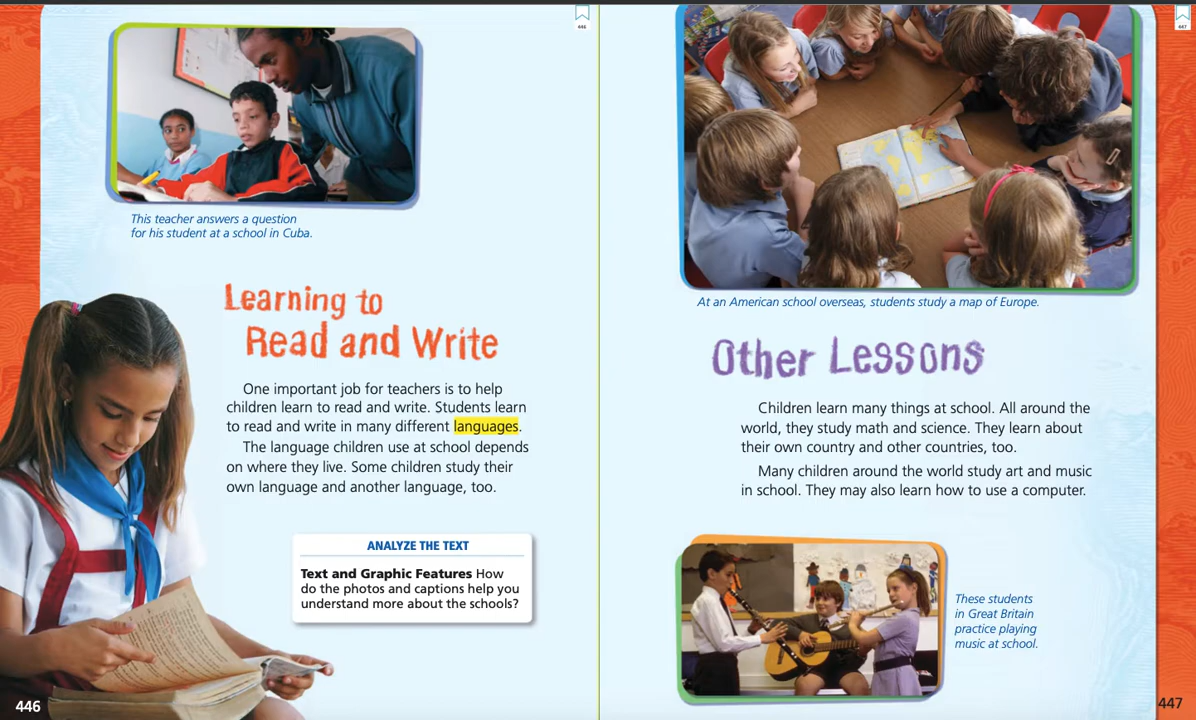 446
This teacher answers a question
for his student at a school in Cuba.
Learning to
Read and Write
One important job for teachers is to help
children learn to read and write. Students learn
to read and write in many different languages.
The language children use at school depends
on where they live. Some children study their
own language and another language, too.
ANALYZE THE TEXT
Text and Graphic Features How
do the photos and captions help you
understand more about the schools?
446
447
At an American school overseas, students study a map of Europe.
Other Lessons
Children learn many things at school. All around the
world, they study math and science. They learn about
their own country and other countries, too.
Many children around the world study art and music
in school. They may also learn how to use a computer.
These students
in Great Britain
practice playing
music at school.
447